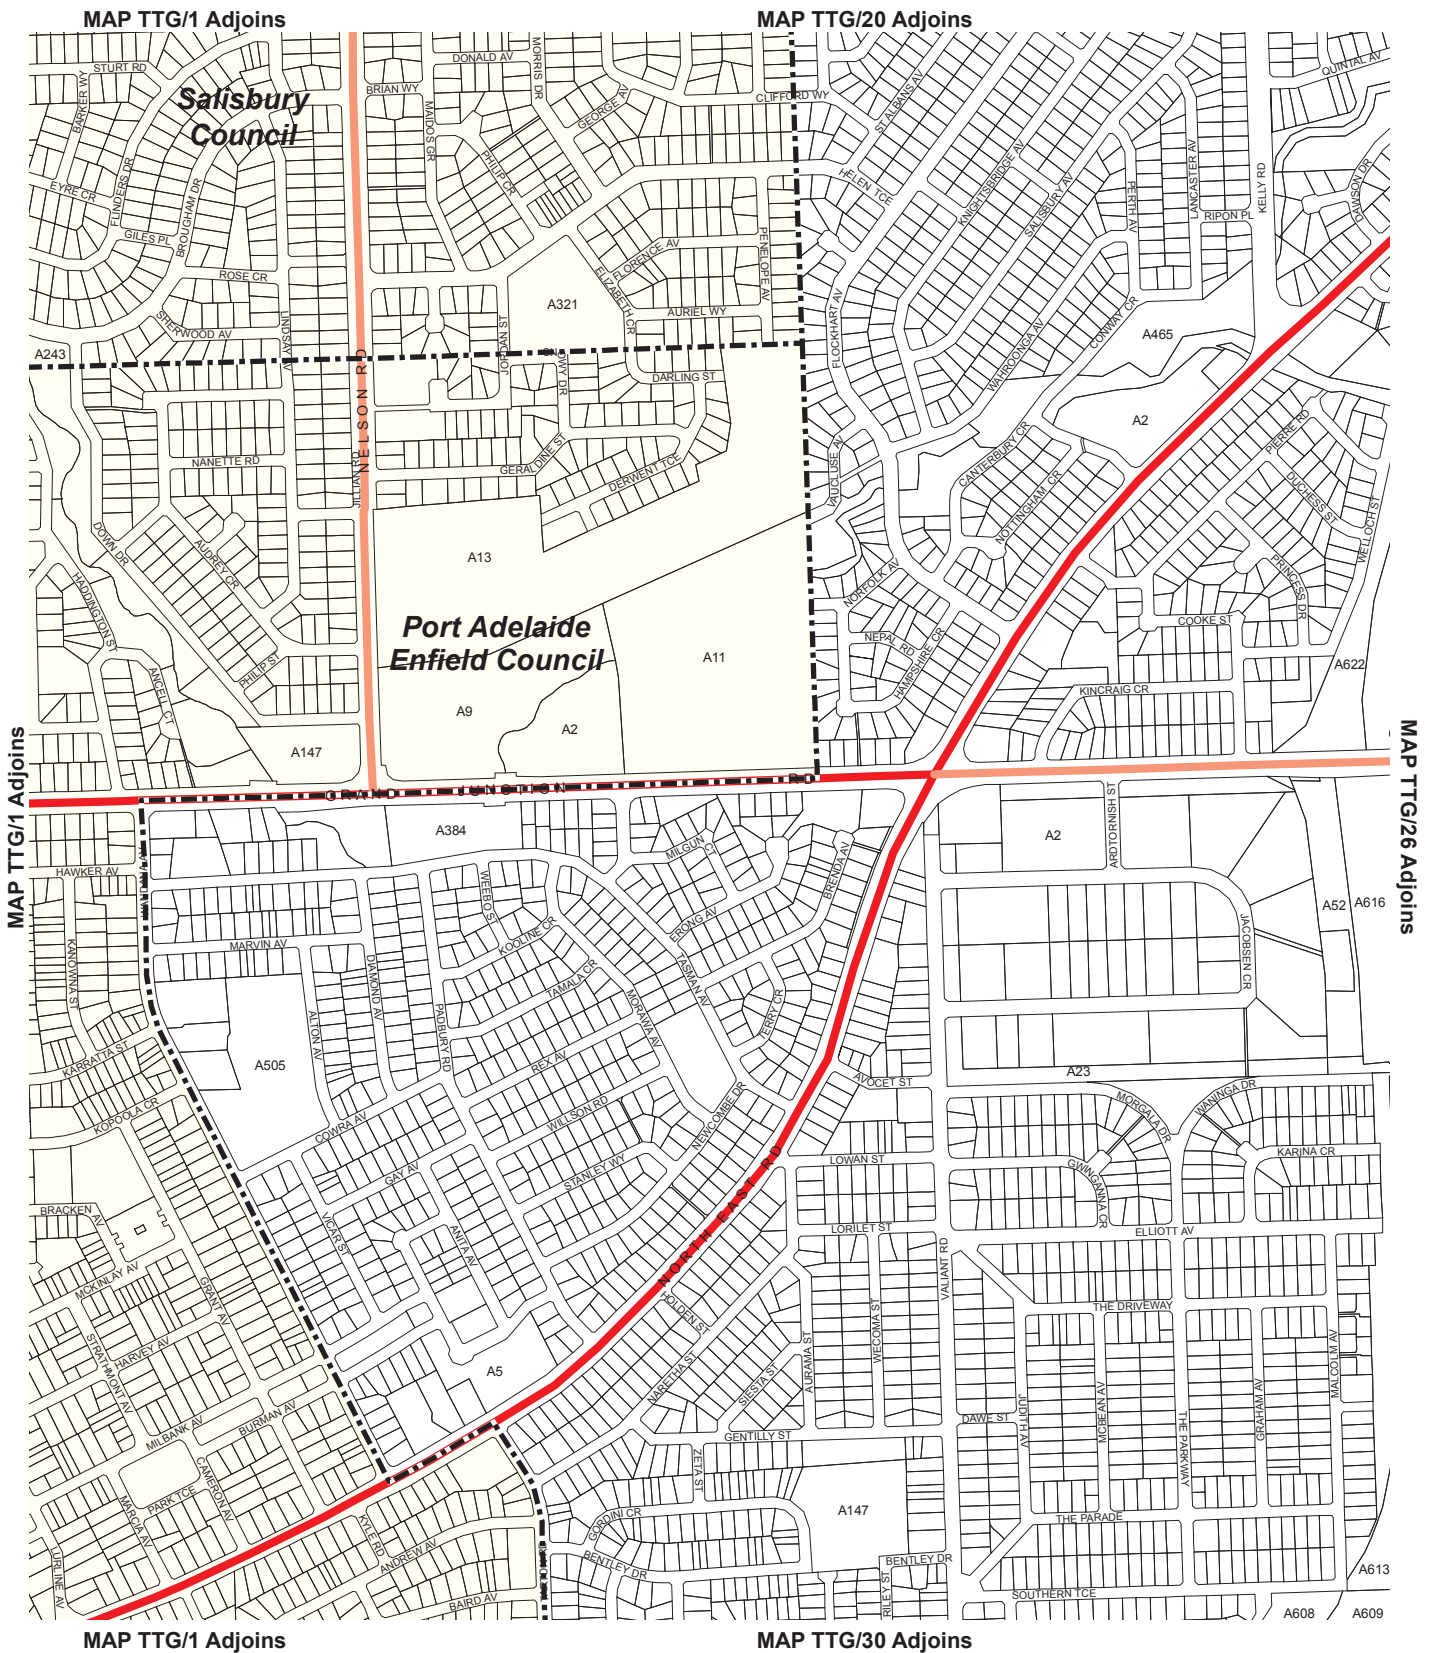 MAP TTG/1 Adjoins
MAP TTG/20 Adjoins
STURT RD
BARKER WY
Salisbury
Council
EYRE CR
FLINDERS DR
GILES PL
BROUGHAM DR
ROSE CR
SHERWOOD AV
LINDSAY AV
A243
DONALD AV
MORRIS DR
BRIAN WY
MAIDOS GR
GEORGE AV
PHILIP CR
CLIFFORD WY
ST ALBANS AV
HELEN TCE
KNIGHTSBRIDGE AV
SALISBURY AV
PERTH AV
LANCASTER AV
RIPON PL
KELLY RD
QUINTAL AV
DAWSON DR
FLORENCE AV
PENELOPE AV
ELIZABETH CR
A321
AURIEL WY
JORDAN ST
SNOWY DR
DARLING ST
FLOCKHART AV
WAHROONGA AV
CONWAY CR
A465
A2
NELSON RD
JILLIAN RD
NANETTE RD
GERALDINE ST
DERWENT TCE
VAUCLUSE AV
CANTERBURY CR
NOTTINGHAM CR
PIERRE RD
DUCHESS ST
WELLOCH ST
DOWN DR
AUDREY CR
HADDINGTON ST
A13
NORFOLK AV
PRINCESS DR
Port Adelaide
Enfield Council
NEPAL RD
HAMPSHIRE CR
COOKE ST
A11
A622
PHILIP ST
ANCELL CT
KINCRAIG CR
A9
A2
A147
MAP TTG/1 Adjoins
MAP TTG/26 Adjoins
GRAND JUNCTION RD
A384
MILGUN CT
BRENDA AV
A2
ARDTORNISH ST
HAWKER AV
WEEBO ST
KOOLINE CR
ERONG AV
A52
A616
KANOWNA ST
MARVIN AV
DIAMOND AV
TAMALA CR
TASMAN AV
JACOBSEN CR
ALTON AV
PADBURY RD
MORAWA AV
TERRY CR
KARRATTA ST
A505
REX AV
AVOCET ST
A23
KOPOOLA CR
COWRA AV
WILLSON RD
NEWCOMBE DR
MORGALA DR
WANINGA DR
GAY AV
STANLEY WY
LOWAN ST
GWINGANNA CR
KARINA CR
BRACKEN AV
VICAR ST
ANITA AV
NORTH EAST RD
LORILET ST
ELLIOTT AV
MCKINLAY AV
GRANT AV
VALIANT RD
HOLDEN ST
THE DRIVEWAY
STRATHMONT AV
HARVEY AV
A5
NARETHA ST
SIESTA ST
AURAMA ST
WECOMA ST
MALCOLM AV
JUDITH AV
MCBEAN AV
THE PARKWAY
GRAHAM AV
MILBANK AV
BURMAN AV
DAWE ST
GENTILLY ST
ZETA ST
CAMERON AV
PARK TCE
MARCIA AV
KYLE RD
GORDINI CR
A147
THE PARADE
LURLINE AV
ANDREW AV
BENTLEY DR
BENTLEY DR
RILEY ST
SOUTHERN TCE
A613
BAIRD AV
A608
A609
MAP TTG/1 Adjoins
MAP TTG/30 Adjoins